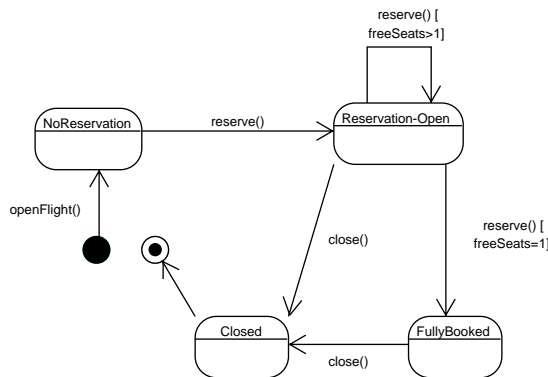 reserve() [
freeSeats>1]
NoReservation
reserve()
Reservation-Open
openFlight()
reserve() [
freeSeats=1]
close()
Closed
FullyBooked
close()